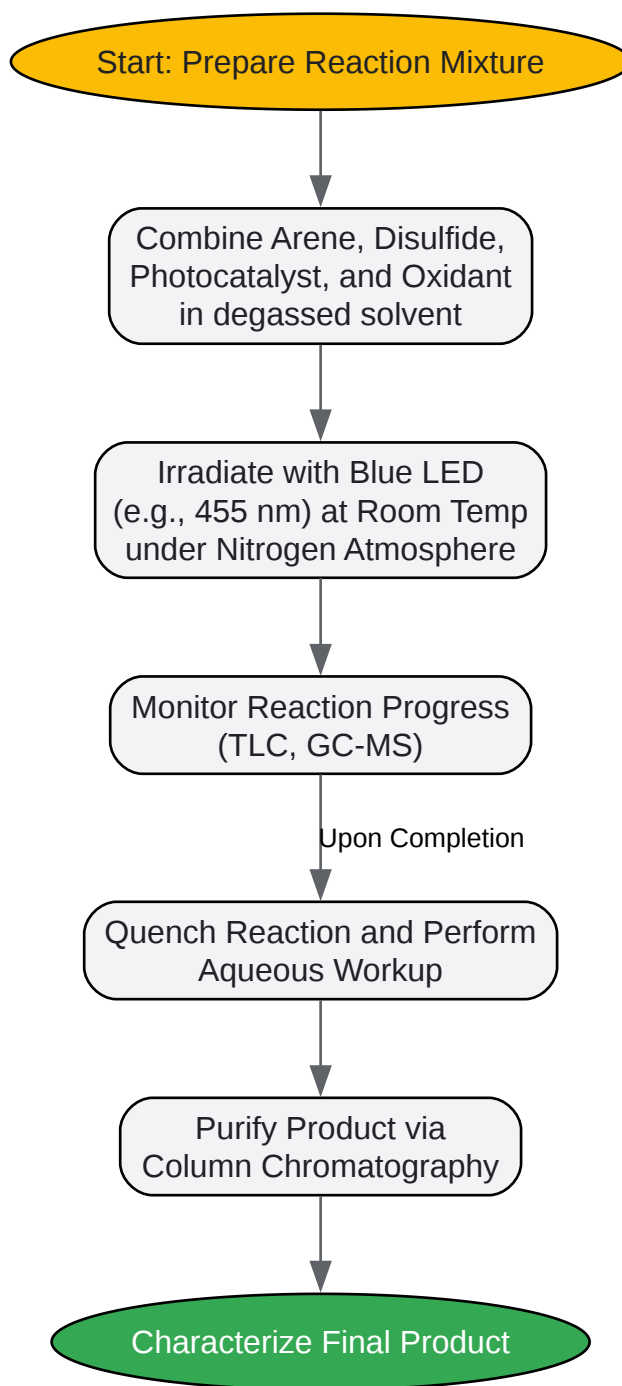 Start: Prepare Reaction Mixture
Combine Arene, Disulfide,
Photocatalyst, and Oxidant
in degassed solvent
Irradiate with Blue LED
(e.g., 455 nm) at Room Temp
under Nitrogen Atmosphere
Monitor Reaction Progress
(TLC, GC-MS)
Upon Completion
Quench Reaction and Perform
Aqueous Workup
Purify Product via
Column Chromatography
Characterize Final Product